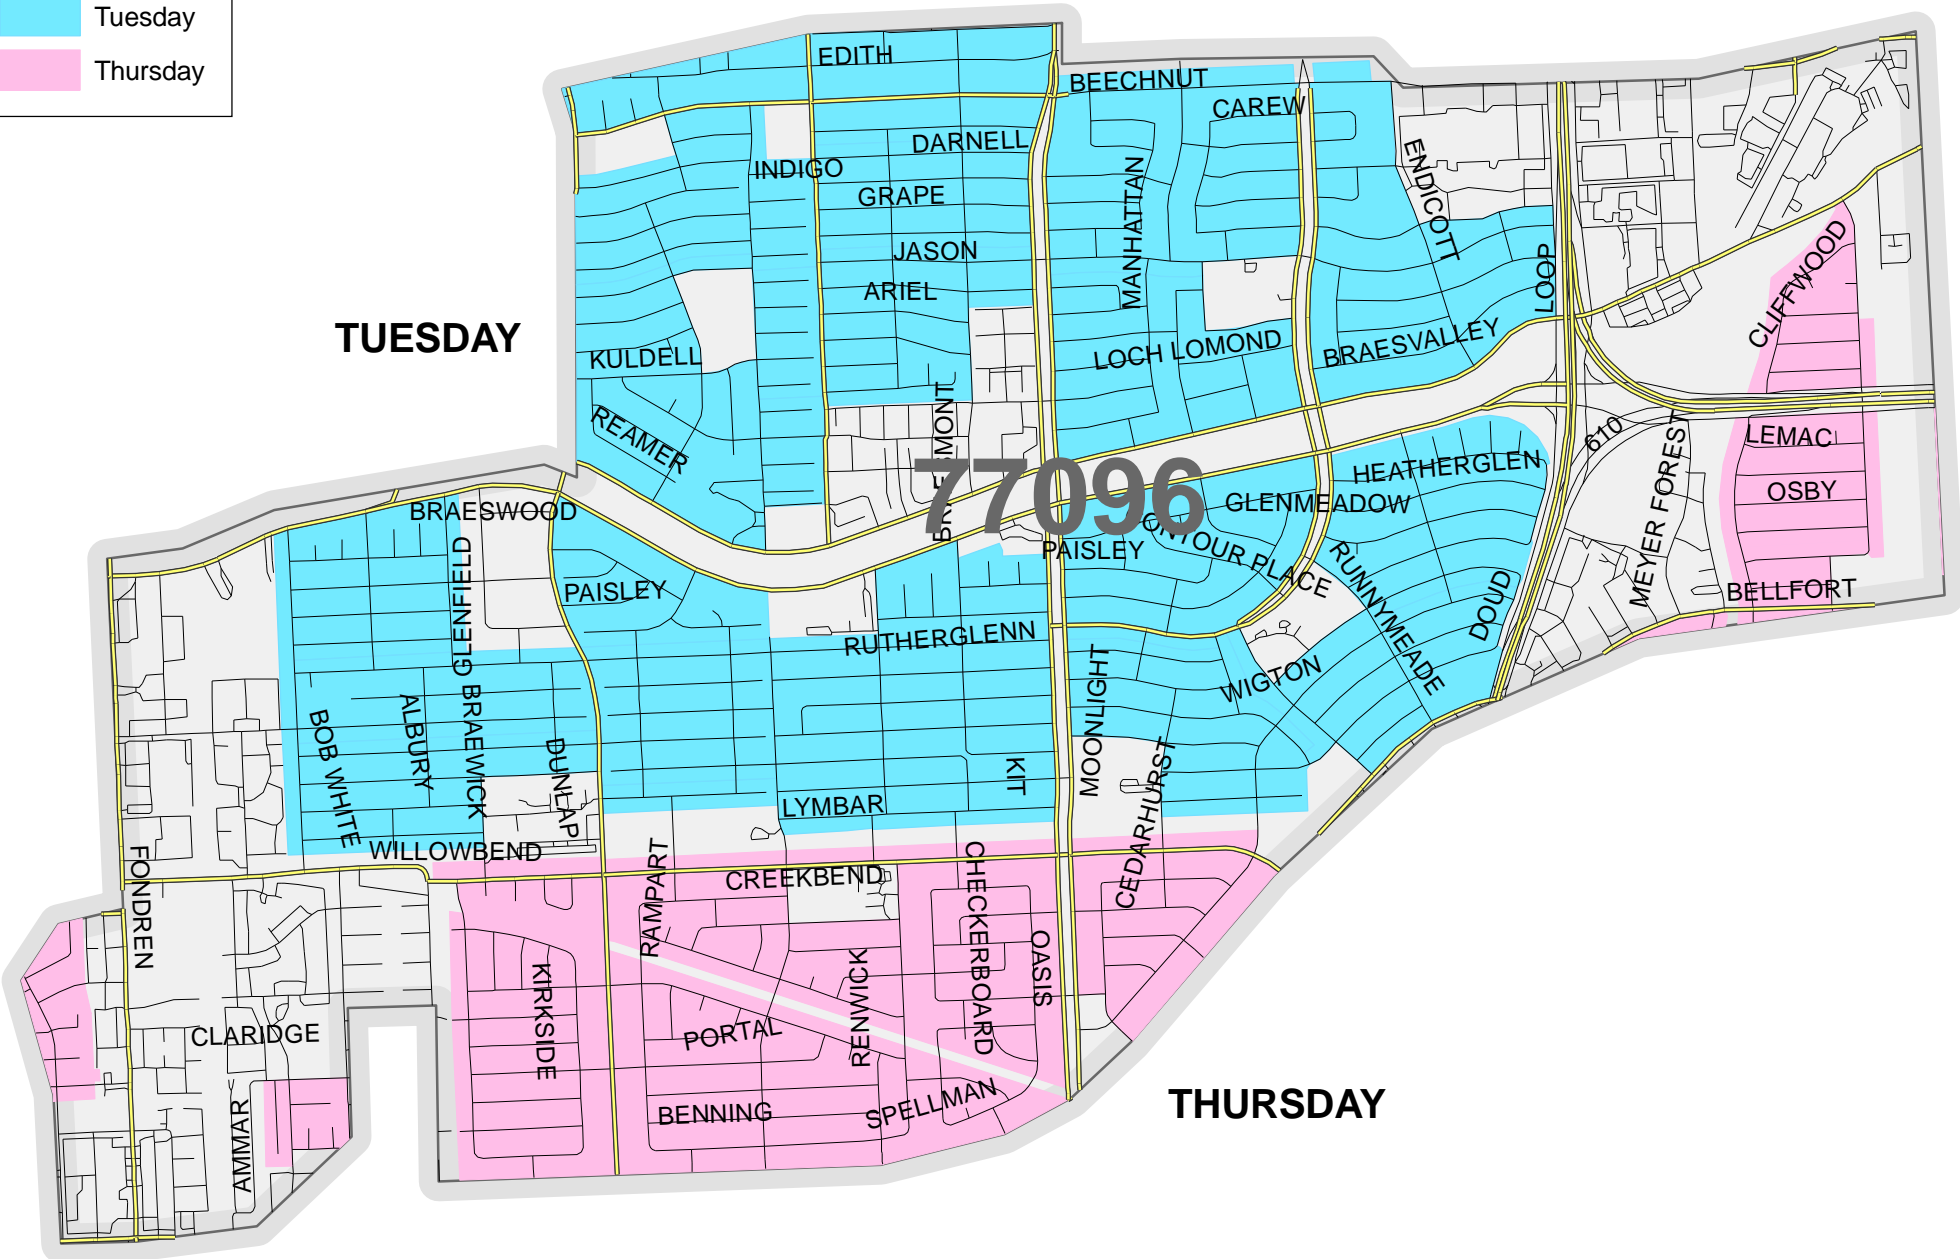 Tuesday
Thursday
EDITH
BEECHNUT
CAREW
DARNELL
INDIGO
GRAPE
MANHATTAN
ENDICOTT
JASON
ARIEL
LOOP
CLIFFWOOD
TUESDAY
KULDELL
LOCH LOMOND
BRAESVALLEY
REAMER
BRAESMONT
77096
610
LEMAC
MEYER FOREST
HEATHERGLEN
GLENMEADOW
OSBY
BRAESWOOD
ONTOUR PLACE
PAISLEY
PAISLEY
GLENFIELD
RUNNYMEADE
DOUD
BELLFORT
RUTHERGLENN
WIGTON
MOONLIGHT
BOB WHITE
ALBURY
BRAEWICK
DUNLAP
KIT
LYMBAR
CEDARHURST
WILLOWBEND
FONDREN
RAMPART
CREEKBEND
CHECKERBOARD
OASIS
KIRKSIDE
RENWICK
CLARIDGE
PORTAL
AMMAR
BENNING
SPELLMAN
THURSDAY